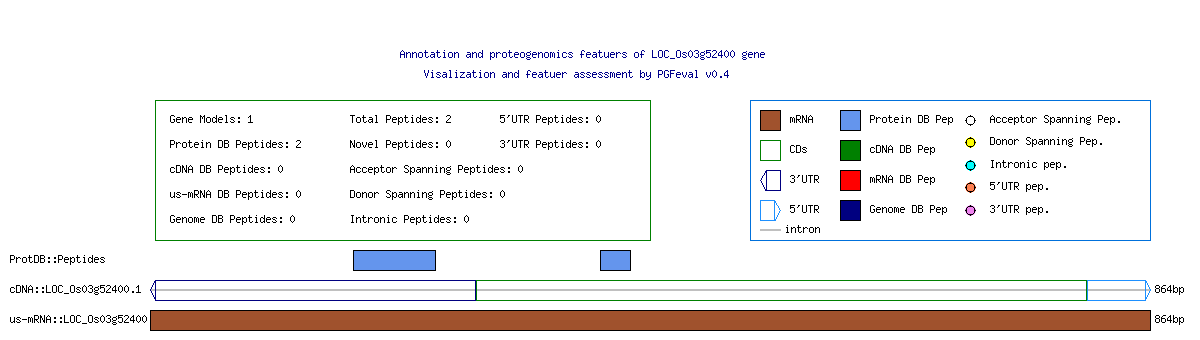 Annotation and proteogenomics featuers of LOC_Os03g52400 gene
Visalization and featuer assessment by PGFeval v0.4
Gene Models: 1 Total Peptides: 2 5'UTR Peptides: 0
Protein DB Peptides: 2 Novel Peptides: 0 3'UTR Peptides: 0
cDNA DB Peptides: 0 Acceptor Spanning Peptides: 0
us-mRNA DB Peptides: 0 Donor Spanning Peptides: 0
Genome DB Peptides: 0 Intronic Peptides: 0
mRNA Protein DB Pep Acceptor Spanning Pep.
CDs cDNA DB Pep Donor Spanning Pep.
3'UTR mRNA DB Pep Intronic pep.
5'UTR Genome DB Pep 5'UTR pep.
intron 3'UTR pep.
ProtDB::Peptides
cDNA::LOC_Os03g52400.1 864bp
us-mRNA::LOC_Os03g52400 864bp